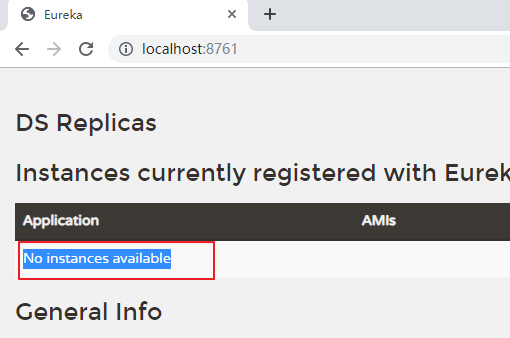 Eureka
localhost:8761
DS Replicas
Instances currently registered with Eurek
Application AMIs
No instances available
General Info